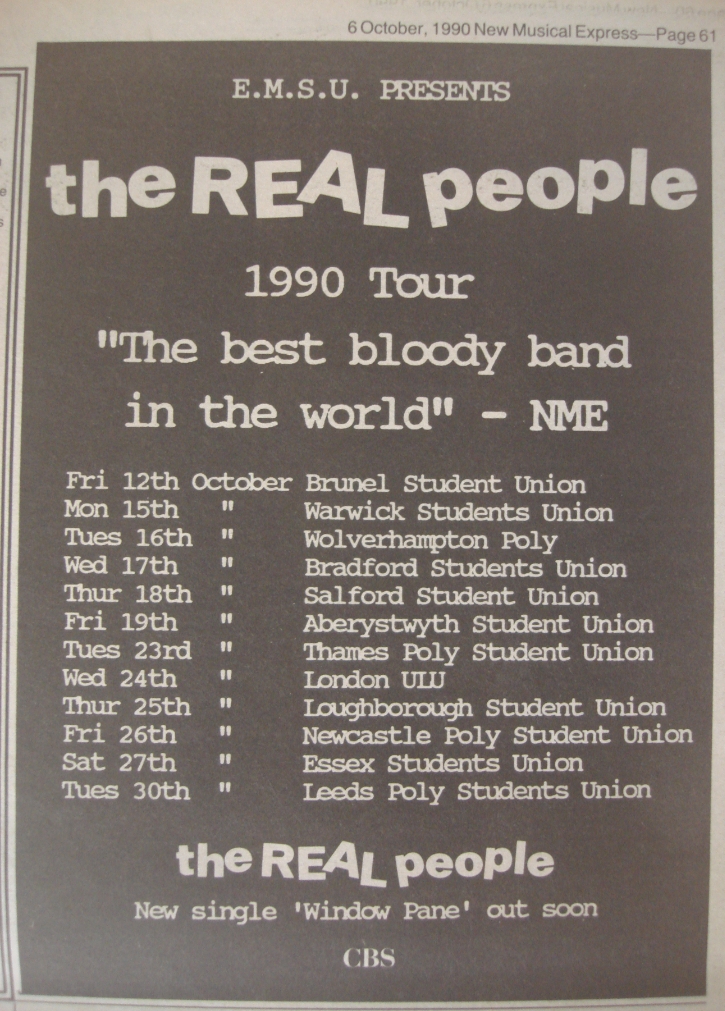 6 October, 1990 New Musical Express—Page 61
E.M.S.U. PRESENTS
the REAL people
1990 Tour
"The best bloody band
in the world" - NME
Fri 12th October Brunel Student Union
Mon 15th " Warwick Students Union
Tues 16th " Wolverhampton Poly
Wed 17th " Bradford Students Union
Thur 18th " Salford Student Union
Fri 19th " Aberystwyth Student Union
Tues 23rd " Thames Poly Student Union
Wed 24th " London ULU
Thur 25th " Loughborough Student Union
Fri 26th " Newcastle Poly Student Union
Sat 27th " Essex Students Union
Tues 30th " Leeds Poly Students Union
the REAL people
New single 'Window Pane' out soon
CBS